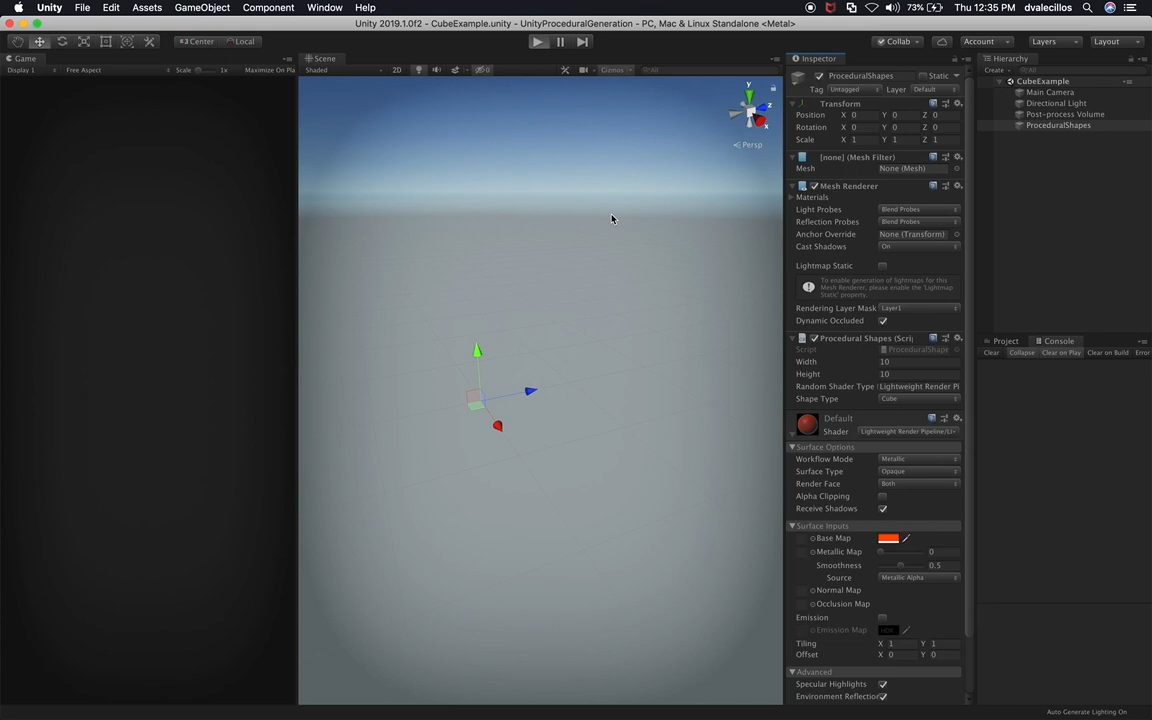 Unity File Edit Assets GameObject Component Window Help 73% Thu 12:35 PM dvalecillos
Unity 2019.1.0f2 - CubeExample.unity - UnityProceduralGeneration - PC, Mac & Linux Standalone <Metal>
Center Local Collab Account Layers Layout
Game Scene Inspector Hierarchy
Display 1 Free Aspect Scale 1x Maximize On Pla Shaded 2D 0 Gizmos All
ProceduralShapes Static
Tag Untagged Layer Default
Create All
CubeExample
Main Camera
Directional Light
Post-process Volume
ProceduralShapes
y
z
x
Persp
Transform
Position X 0 Y 0 Z 0
Rotation X 0 Y 0 Z 0
Scale X 1 Y 1 Z 1
[none] (Mesh Filter)
Mesh None (Mesh)
Mesh Renderer
Materials
Light Probes Blend Probes
Reflection Probes Blend Probes
Anchor Override None (Transform)
Cast Shadows On
Lightmap Static
To enable generation of lightmaps for this
Mesh Renderer, please enable the 'Lightmap
Static' property.
Rendering Layer Mask Layer1
Dynamic Occluded
Procedural Shapes (Scri
Script ProceduralShape
Width 10
Height 10
Random Shader Type Lightweight Render Pi
Shape Type Cube
Default
Shader Lightweight Render Pipeline/Li
Surface Options
Workflow Mode Metallic
Surface Type Opaque
Render Face Both
Alpha Clipping
Receive Shadows
Surface Inputs
Base Map
Metallic Map 0
Smoothness 0.5
Source Metallic Alpha
Normal Map
Occlusion Map
Emission
Emission Map HDR
Tiling X 1 Y 1
Offset X 0 Y 0
Advanced
Specular Highlights
Environment Reflection
Project Console
Clear Collapse Clear on Play Clear on Build Error
Auto Generate Lighting On